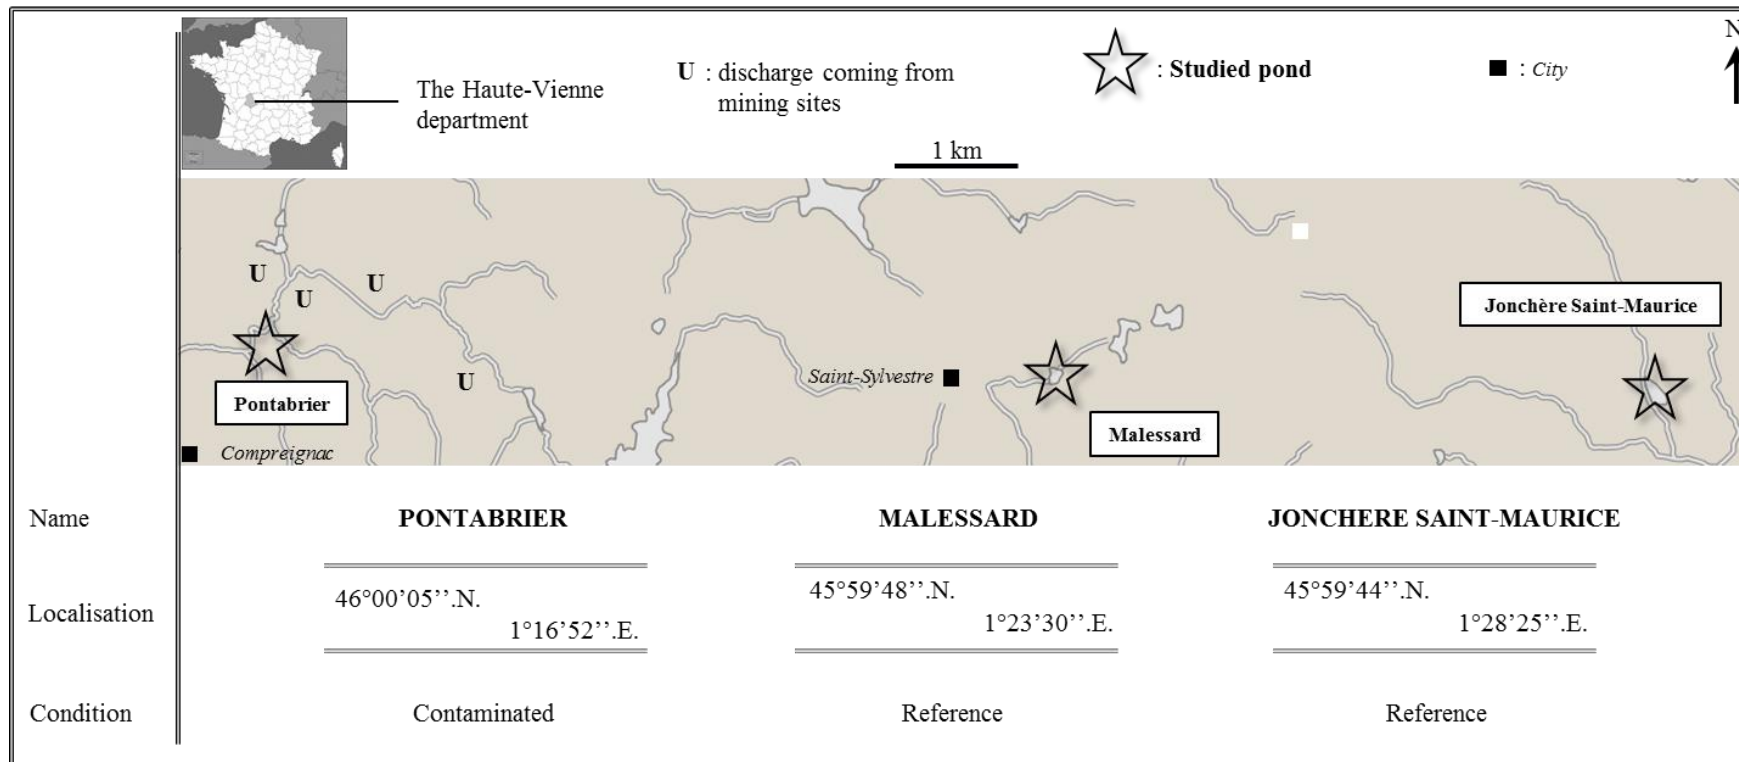 The Haute-Vienne
department
U : discharge coming from
mining sites
: Studied pond
: City
N
1 km
U
U
U
U
Jonchère Saint-Maurice
Saint-Sylvestre
Pontabrier
Malessard
Compreignac
Name
PONTABRIER
MALESSARD
JONCHERE SAINT-MAURICE
Localisation
46°00’05’’.N.
1°16’52’’.E.
45°59’48’’.N.
1°23’30’’.E.
45°59’44’’.N.
1°28’25’’.E.
Condition
Contaminated
Reference
Reference